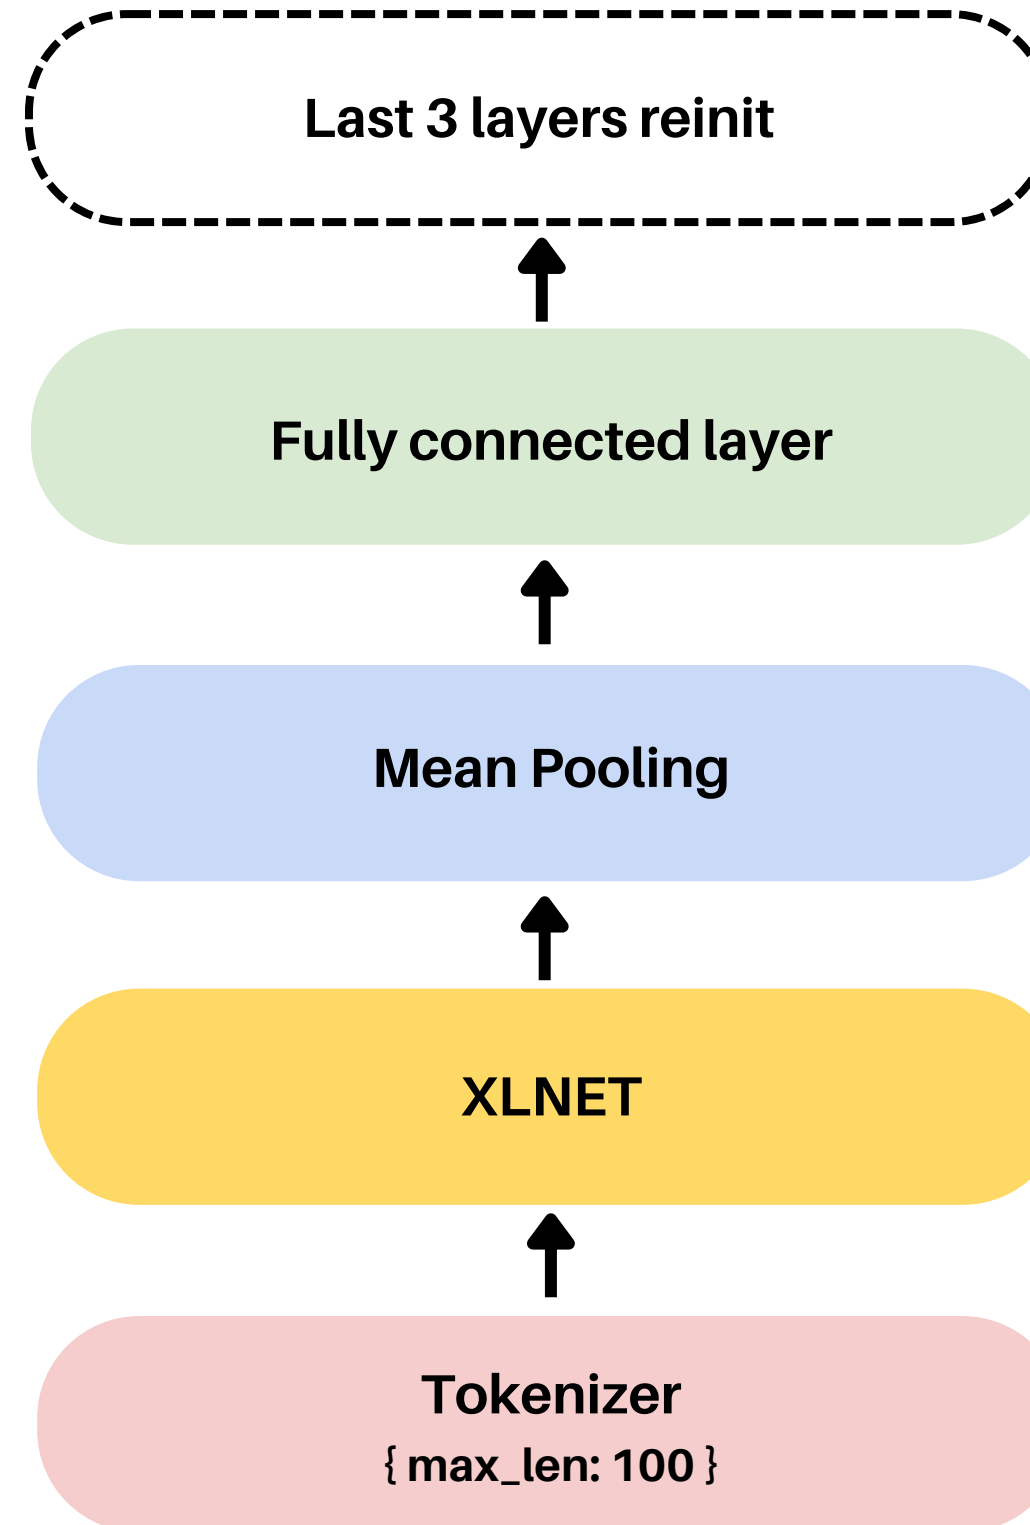 Last 3 layers reinit
Fully connected layer
Mean Pooling
XLNET
Tokenizer
{ max_len: 100 }